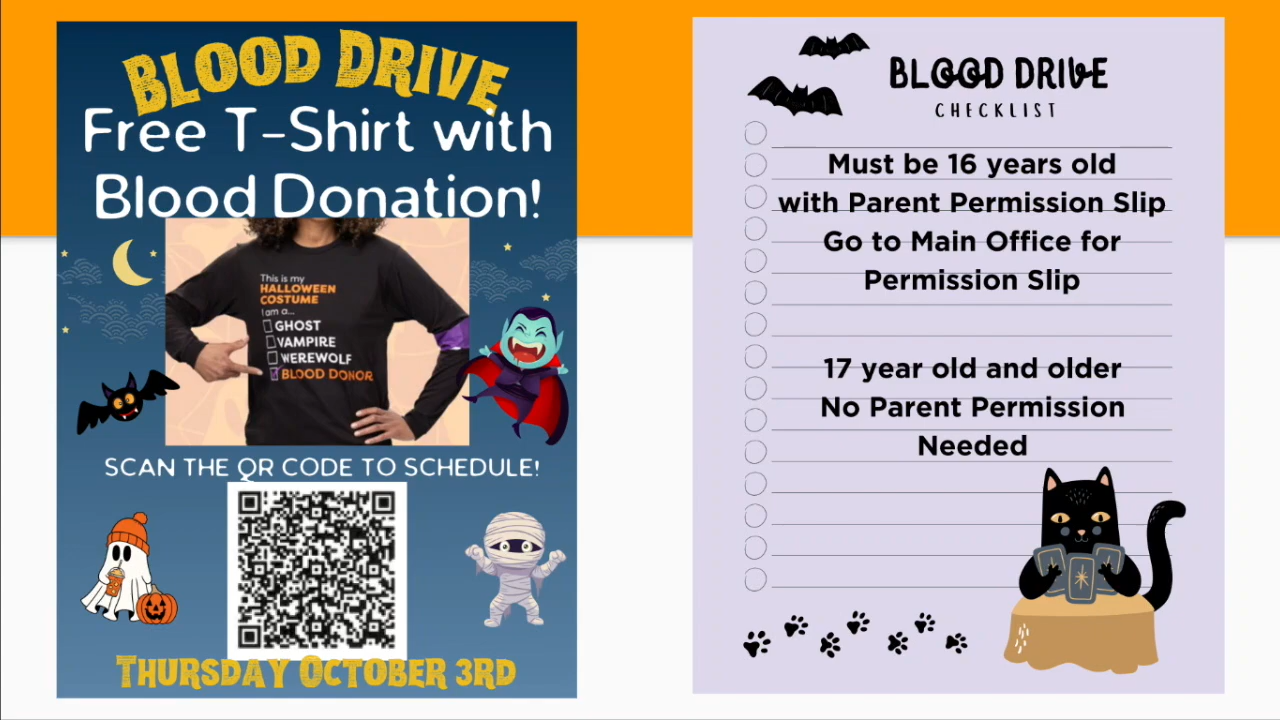 BLOOD DRIVE
Free T-Shirt with
Blood Donation!
This is my
HALLOWEEN
COSTUME
I am a...
GHOST
VAMPIRE
WEREWOLF
BLOOD DONOR
SCAN THE QR CODE TO SCHEDULE!
THURSDAY OCTOBER 3RD
BLOOD DRIVE
CHECKLIST
Must be 16 years old
with Parent Permission Slip
Go to Main Office for
Permission Slip
17 year old and older
No Parent Permission
Needed